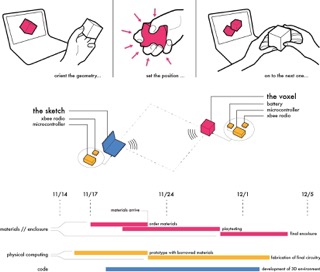 orient the geometry...
set the position ...
on to the next one...
the sketch
xbee radio
microcontroller
the voxel
battery
microcontroller
xbee radio
11/14
11/17
11/24
12/1
12/5
materials arrive
order materials
materials // enclosure
playtesting
final enclosure
physical computing
prototype with borrowed materials
fabrication of final circuitry
code
development of 3D environment